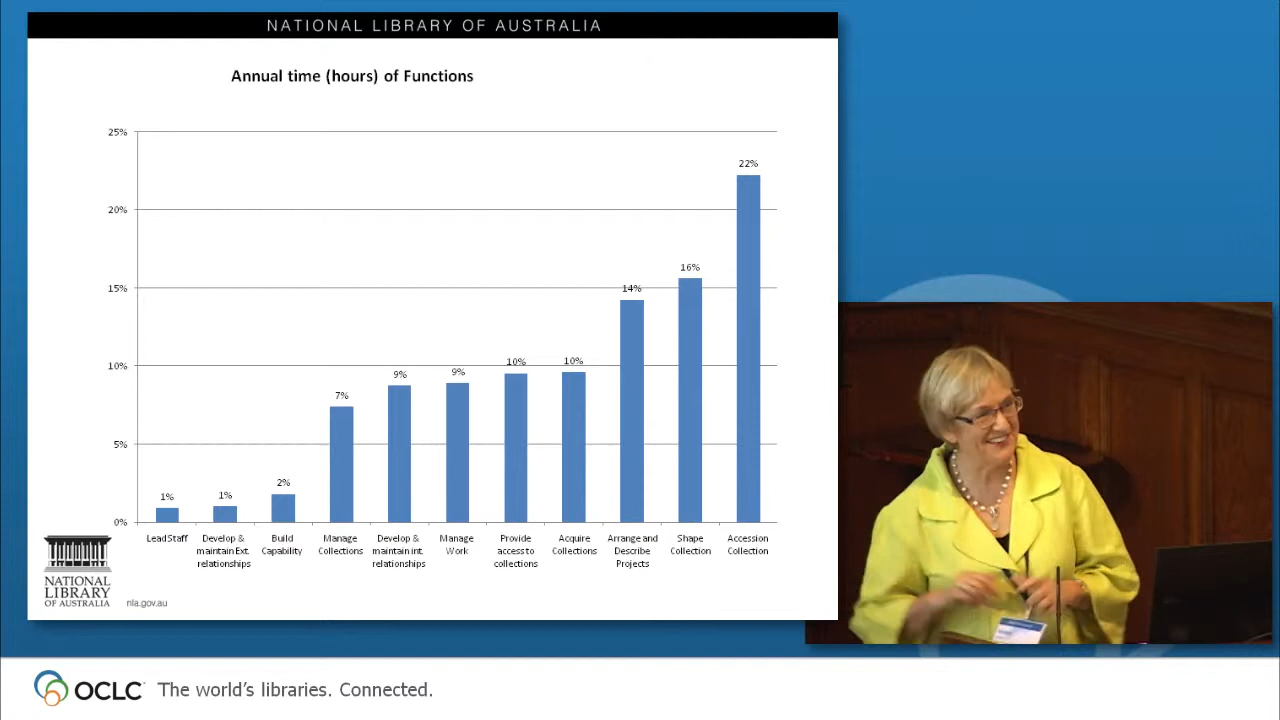 NATIONAL LIBRARY OF AUSTRALIA
Annual time (hours) of Functions
25%
20%
15%
10%
5%
0%
1%
1%
2%
7%
9%
9%
10%
10%
14%
16%
22%
Lead Staff
Develop &
maintain Ext.
relationships
Build
Capability
Manage
Collections
Develop &
maintain int.
relationships
Manage
Work
Provide
access to
collections
Acquire
Collections
Arrange and
Describe
Projects
Shape
Collection
Accession
Collection
NATIONAL
LIBRARY
OF AUSTRALIA
nla.gov.au
OCLC
The world's libraries. Connected.